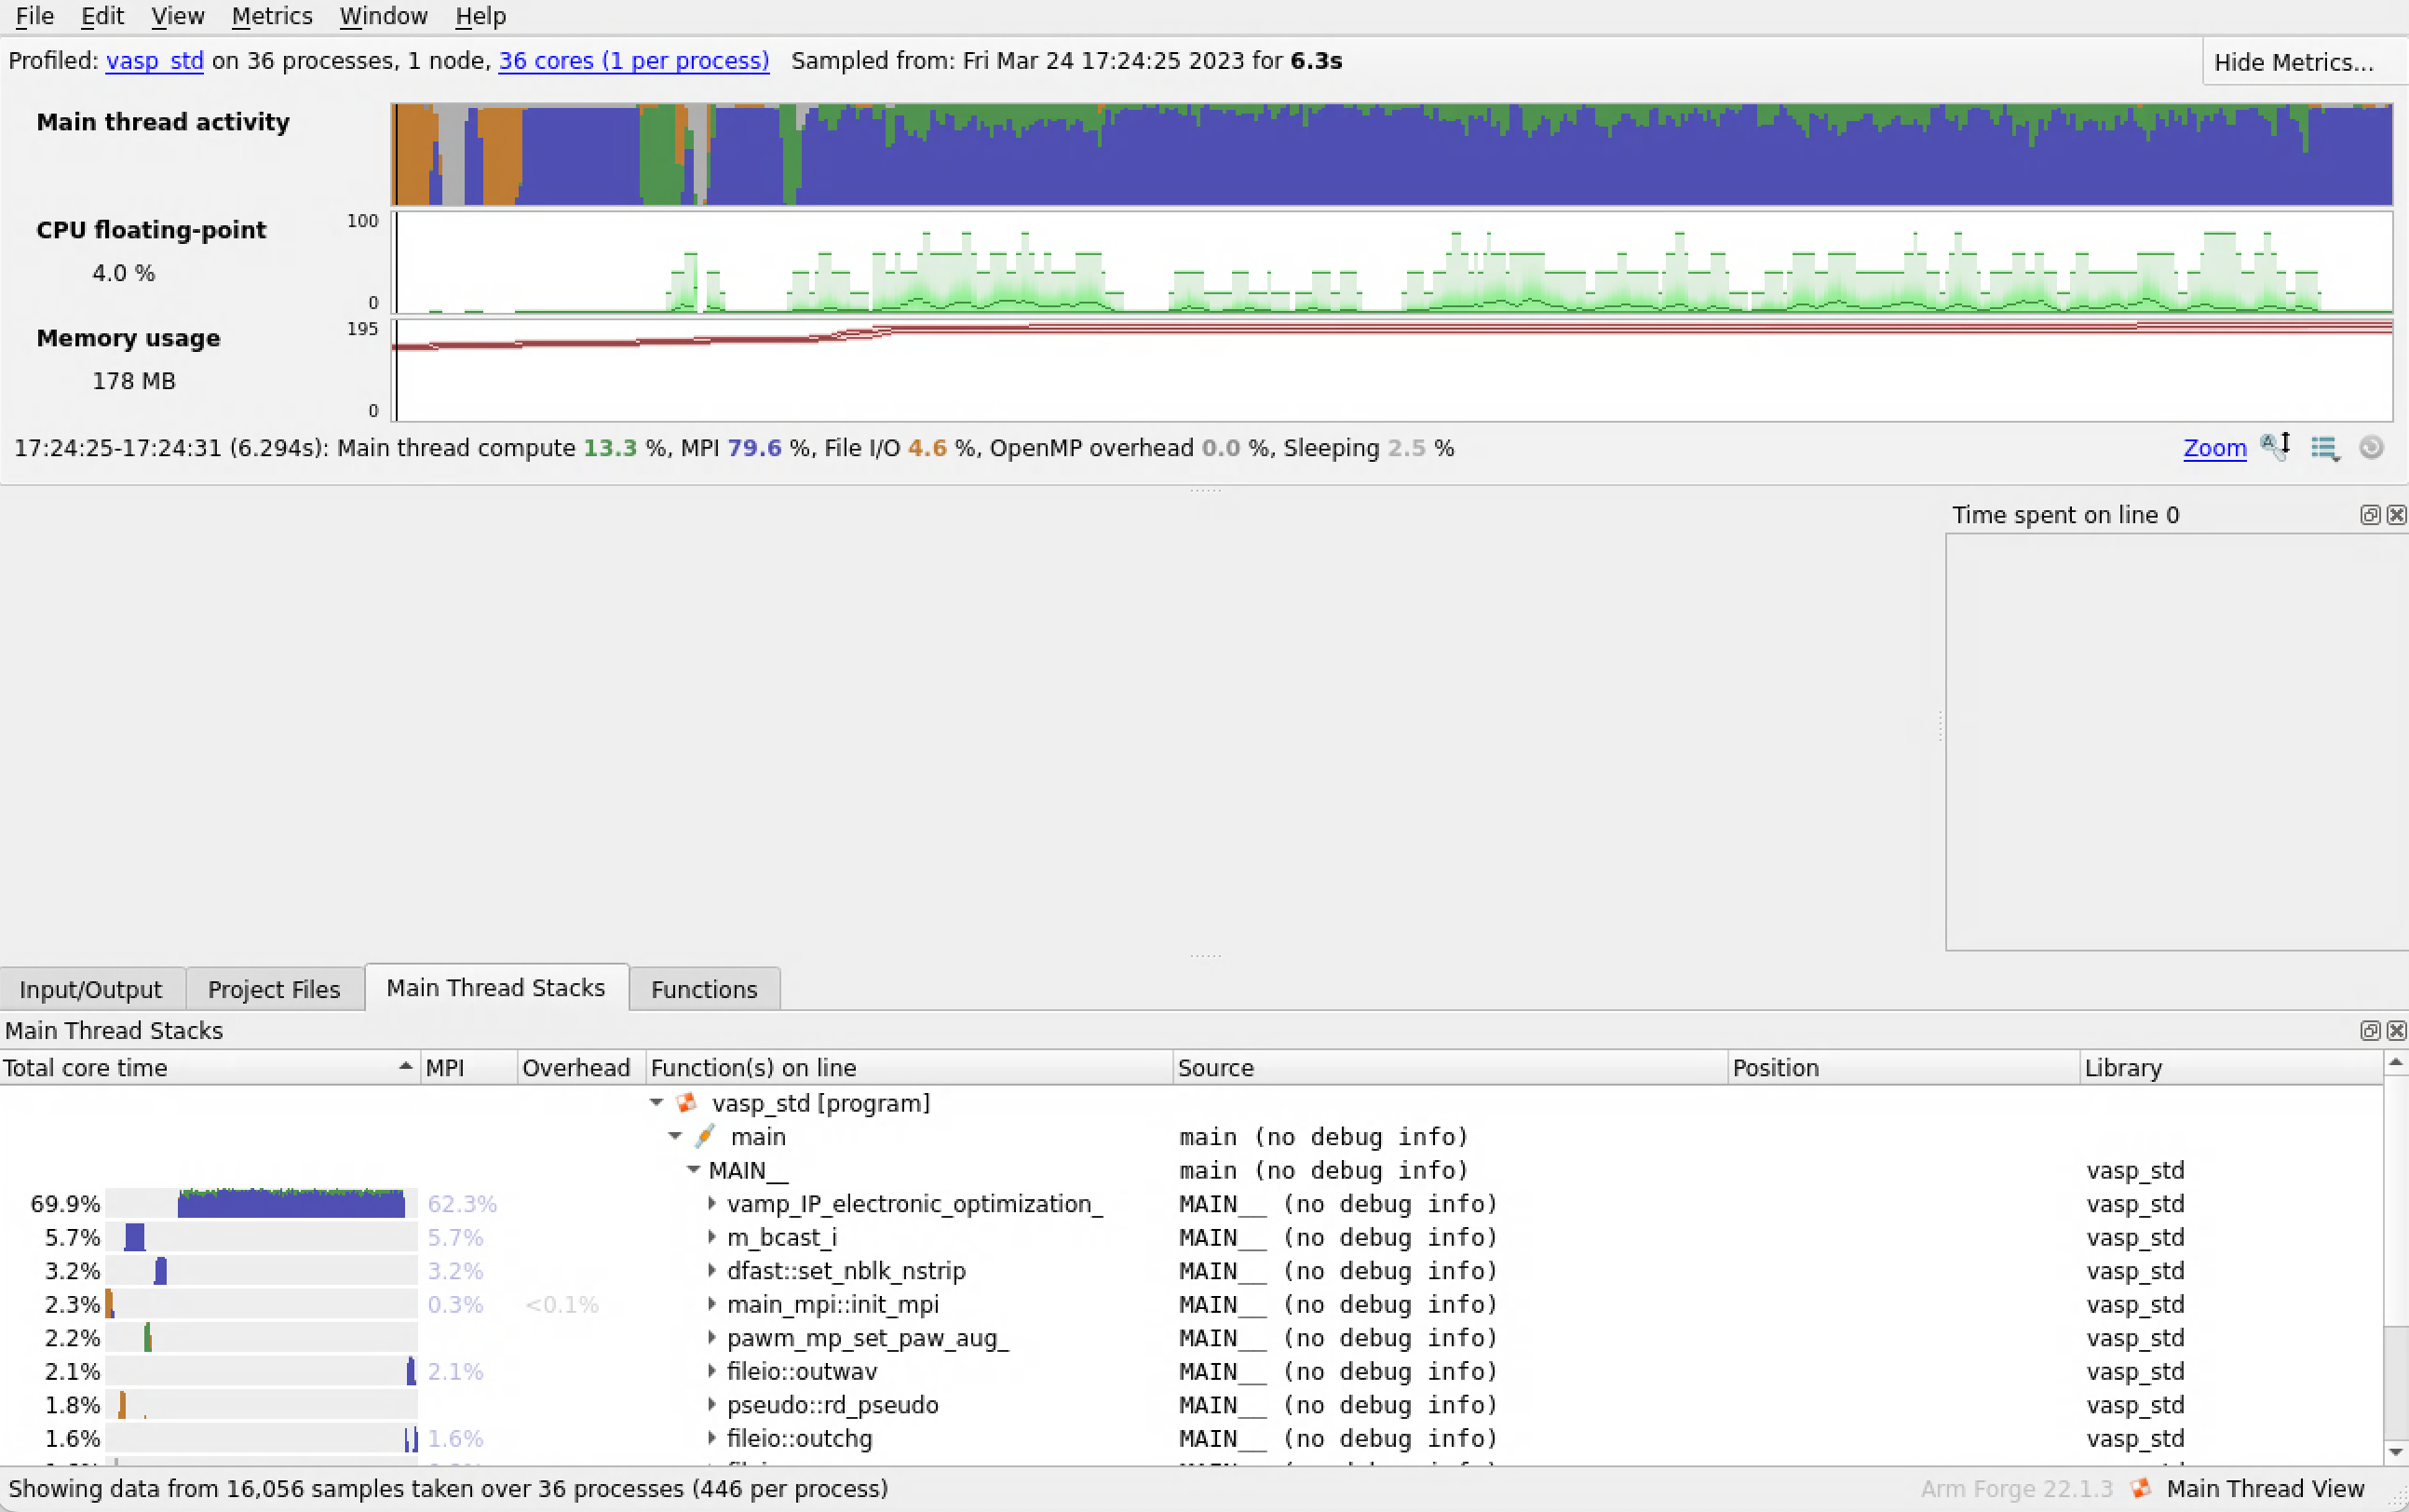 File Edit View Metrics Window Help
Profiled: vasp_std on 36 processes, 1 node, 36 cores (1 per process) Sampled from: Fri Mar 24 17:24:25 2023 for 6.3s Hide Metrics...
Main thread activity
CPU floating-point 100
4.0 %
0
Memory usage 195
178 MB
0
17:24:25-17:24:31 (6.294s): Main thread compute 13.3 %, MPI 79.6 %, File I/O 4.6 %, OpenMP overhead 0.0 %, Sleeping 2.5 % Zoom
Time spent on line 0
Input/Output Project Files Main Thread Stacks Functions
Main Thread Stacks
Total core time MPI Overhead Function(s) on line Source Position Library
vasp_std [program]
main main (no debug info)
MAIN__ main (no debug info) vasp_std
69.9% 62.3% vamp_IP_electronic_optimization_ MAIN__ (no debug info) vasp_std
5.7% 5.7% m_bcast_i MAIN__ (no debug info) vasp_std
3.2% 3.2% dfast::set_nblk_nstrip MAIN__ (no debug info) vasp_std
2.3% 0.3% <0.1% main_mpi::init_mpi MAIN__ (no debug info) vasp_std
2.2% pawm_mp_set_paw_aug_ MAIN__ (no debug info) vasp_std
2.1% 2.1% fileio::outwav MAIN__ (no debug info) vasp_std
1.8% pseudo::rd_pseudo MAIN__ (no debug info) vasp_std
1.6% 1.6% fileio::outchg MAIN__ (no debug info) vasp_std
Showing data from 16,056 samples taken over 36 processes (446 per process) Arm Forge 22.1.3 Main Thread View